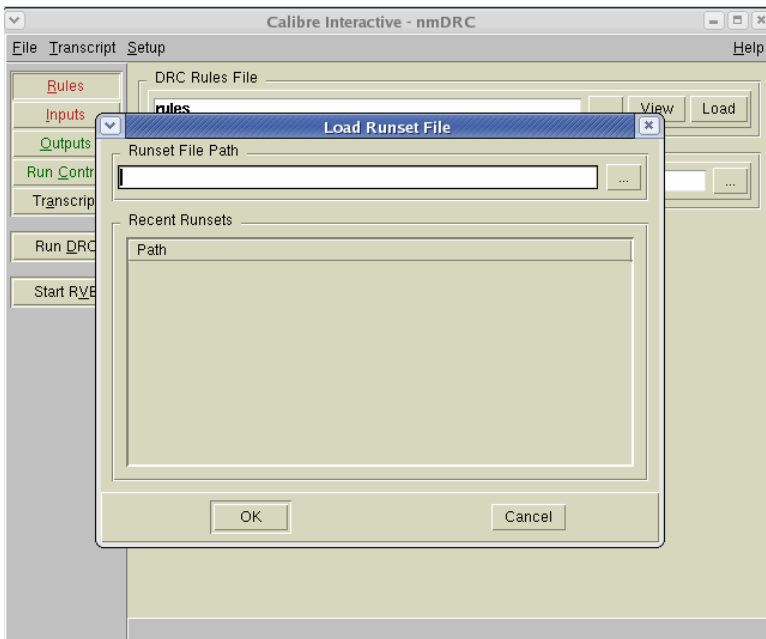 Calibre Interactive - nmDRC
File Transcript Setup Help
Rules
Inputs
Outputs
Run Contr
Transcrip
Run DRC
Start RVE
DRC Rules File
rules ... View Load
Load Runset File
Runset File Path
...
...
Recent Runsets
Path
OK Cancel